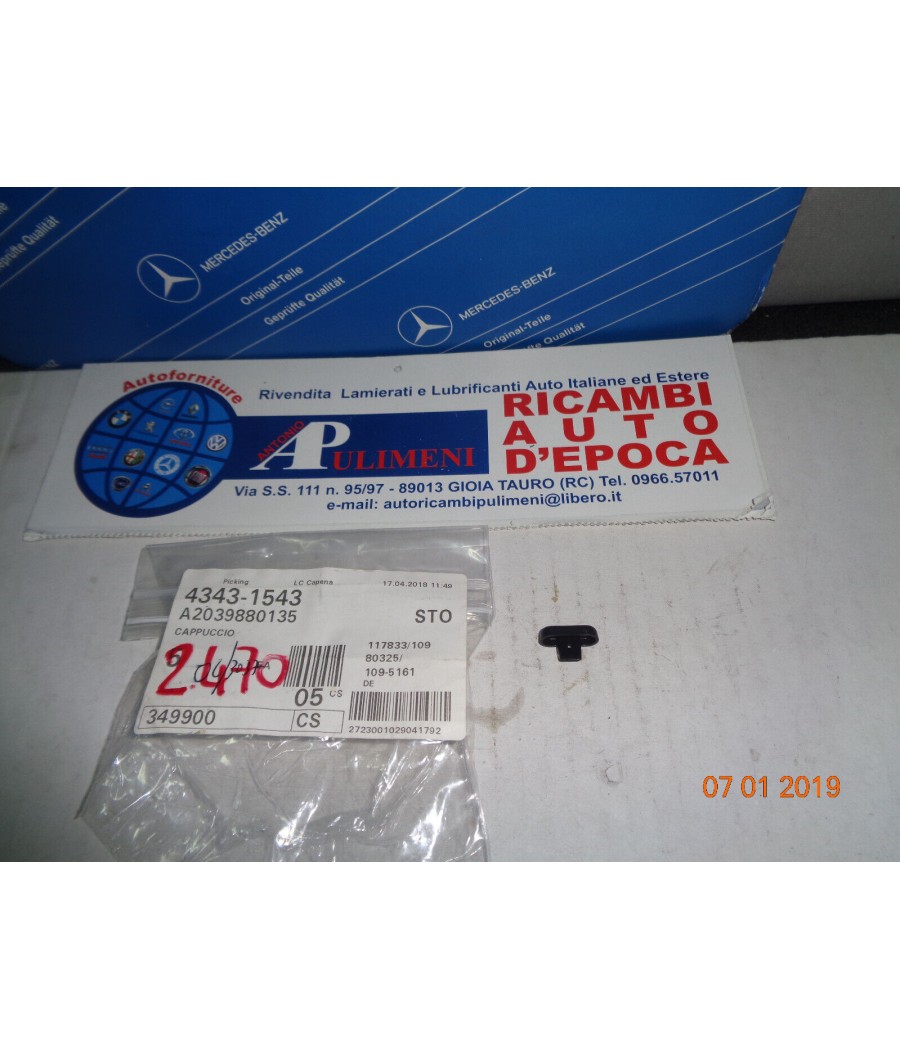 MERCEDES-BENZ
Original-Teile
Geprüfte Qualität
MERCEDES-BENZ
Original-Teile
Geprüfte Qualität
Geprüfte Qualität
Autoforniture
Rivendita Lamierati e Lubrificanti Auto Italiane ed Estere
ANTONIO
AP
PULIMENI
RICAMBI
AUTO
D'EPOCA
Via S.S. 111 n. 95/97 - 89013 GIOIA TAURO (RC) Tel. 0966.57011
e-mail: autoricambipulimeni@libero.it
Picking LC Capena 17.04.2018 11:49
4343-1543
A2039880135 STO
CAPPUCCIO
117833/109
80325/
109-5161
DE
2.470
05 CS
349900 CS
2723001029041792
07 01 2019